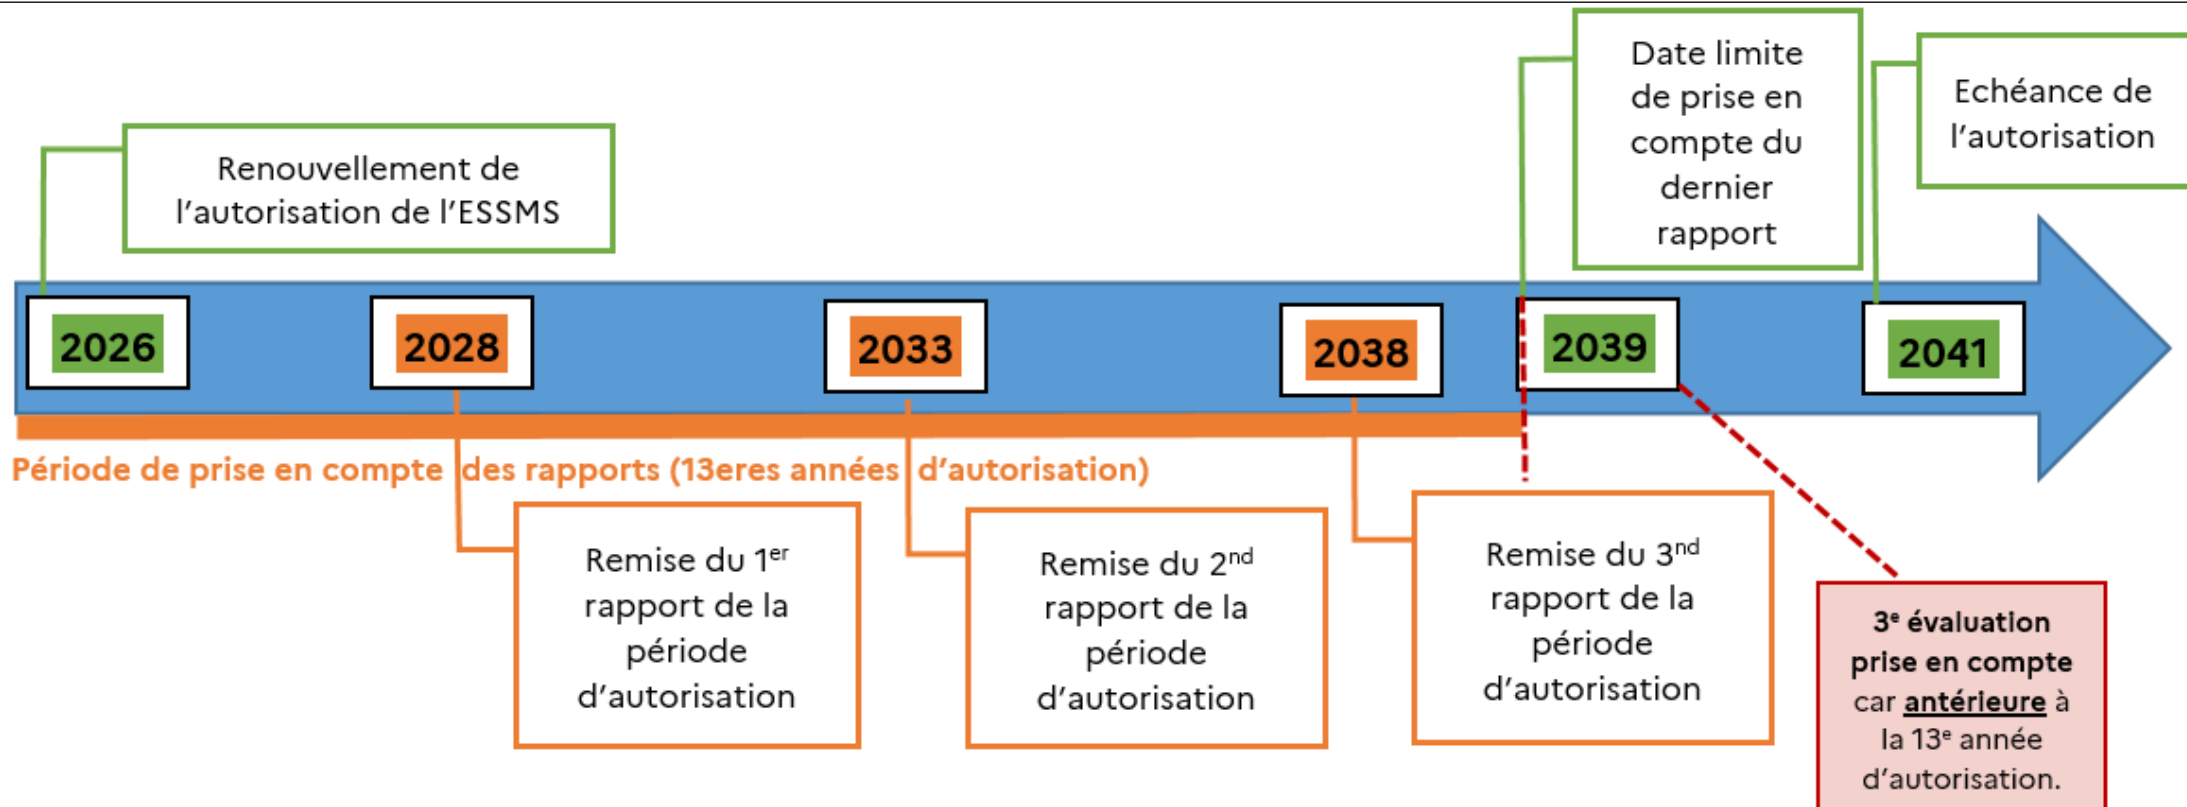 Renouvellement de
l'autorisation de l'ESSMS
Date limite
de prise en
compte du
dernier
rapport
Echéance de
l'autorisation
2026
2028
2033
2038
2039
2041
Période de prise en compte des rapports (13eres années d'autorisation)
Remise du 1er
rapport de la
période
d'autorisation
Remise du 2nd
rapport de la
période
d'autorisation
Remise du 3nd
rapport de la
période
d'autorisation
3e évaluation
prise en compte
car antérieure à
la 13e année
d'autorisation.